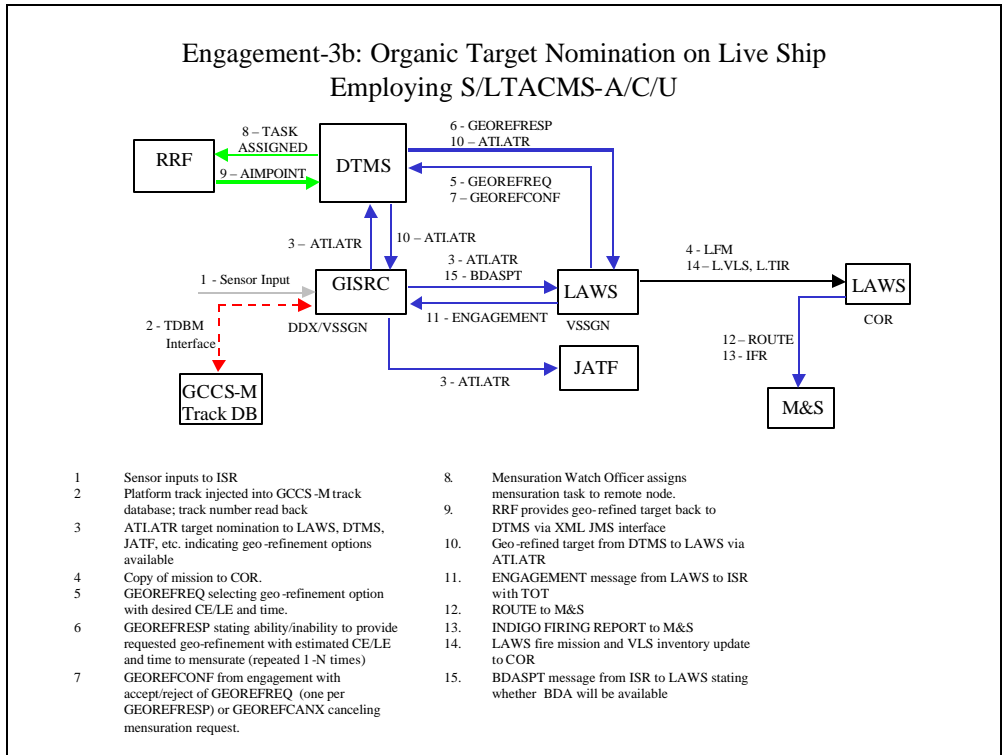 Engagement-3b: Organic Target Nomination on Live Ship
Employing S/LTACMS-A/C/U
8 – TASK
ASSIGNED
RRF
9 – AIMPOINT
DTMS
6 - GEOREFRESP
10 – ATI.ATR
5 - GEOREFREQ
7 – GEOREFCONF
3 – ATI.ATR
10 – ATI.ATR
1 - Sensor Input
GISRC
DDX/VSSGN
3 - ATI.ATR
15 - BDASPT
11 - ENGAGEMENT
LAWS
VSSGN
4 - LFM
14 – L.VLS, L.TIR
LAWS
COR
2 - TDBM
Interface
GCCS-M
Track DB
3 - ATI.ATR
JATF
12 – ROUTE
13 - IFR
M&S
1 Sensor inputs to ISR
2 Platform track injected into GCCS-M track
database; track number read back
3 ATI.ATR target nomination to LAWS, DTMS,
JATF, etc. indicating geo-refinement options
available
4 Copy of mission to COR.
5 GEOREFREQ selecting geo-refinement option
with desired CE/LE and time.
6 GEOREFRESP stating ability/inability to provide
requested geo-refinement with estimated CE/LE
and time to mensurate (repeated 1-N times)
7 GEOREFCONF from engagement with
accept/reject of GEOREFREQ (one per
GEOREFRESP) or GEOREFCANX canceling
mensuration request.
8. Mensuration Watch Officer assigns
mensuration task to remote node.
9. RRF provides geo-refined target back to
DTMS via XML JMS interface
10. Geo-refined target from DTMS to LAWS via
ATI.ATR
11. ENGAGEMENT message from LAWS to ISR
with TOT
12. ROUTE to M&S
13. INDIGO FIRING REPORT to M&S
14. LAWS fire mission and VLS inventory update
to COR
15. BDASPT message from ISR to LAWS stating
whether BDA will be available